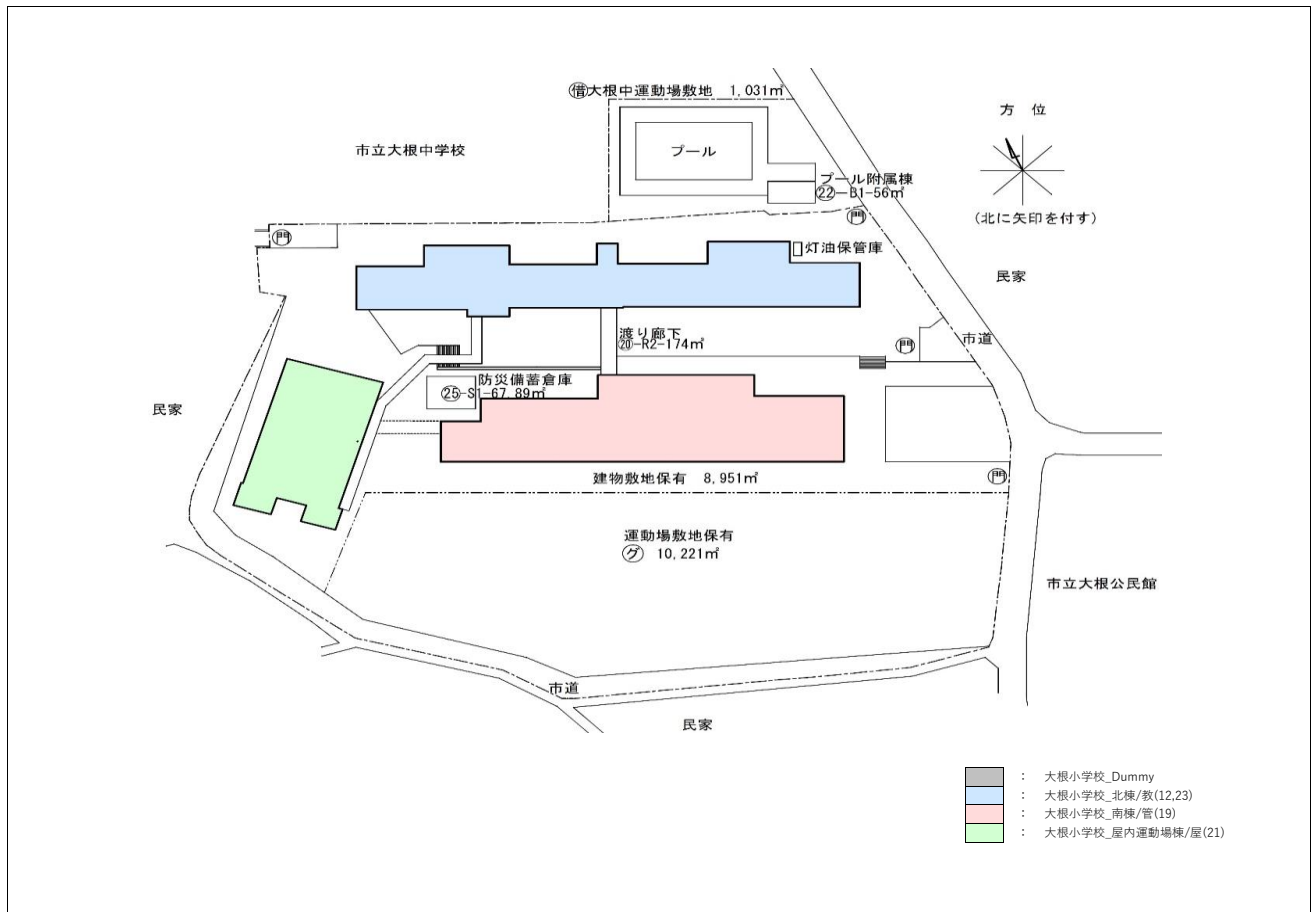 ㊖大根中運動場敷地 1,031㎡
方 位
市立大根中学校
プール
プール附属棟
㉒-B1-56㎡
(北に矢印を付す)
門
門
灯油保管庫
民家
渡り廊下
⑳-R2-174㎡
市道
門
防災備蓄倉庫
㉕-S1-67.89㎡
民家
建物敷地保有 8,951㎡
門
運動場敷地保有
グ 10,221㎡
市立大根公民館
市道
民家
: 大根小学校_Dummy
: 大根小学校_北棟/教(12,23)
: 大根小学校_南棟/管(19)
: 大根小学校_屋内運動場棟/屋(21)